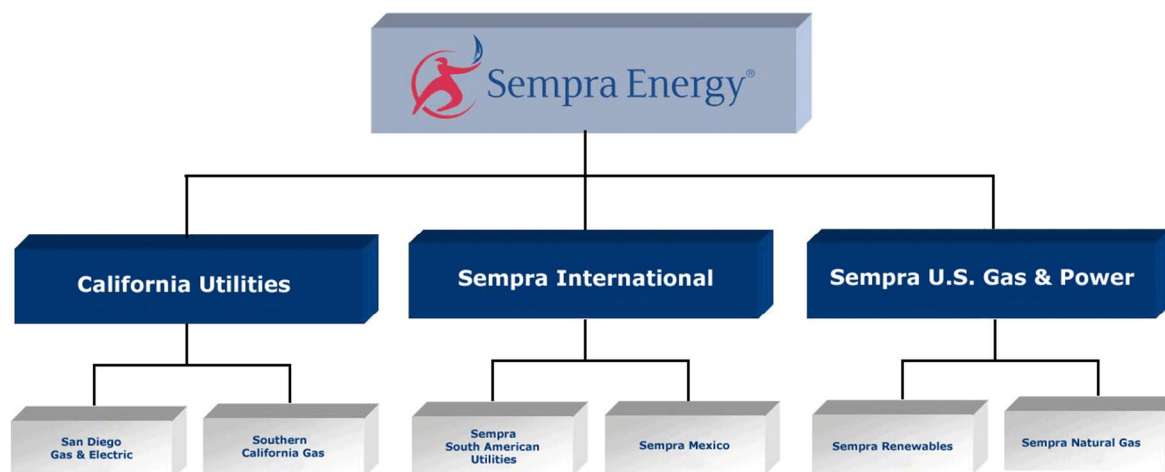 Sempra Energy®
California Utilities
Sempra International
Sempra U.S. Gas & Power
San Diego
Gas & Electric
Southern
California Gas
Sempra
South American
Utilities
Sempra Mexico
Sempra Renewables
Sempra Natural Gas